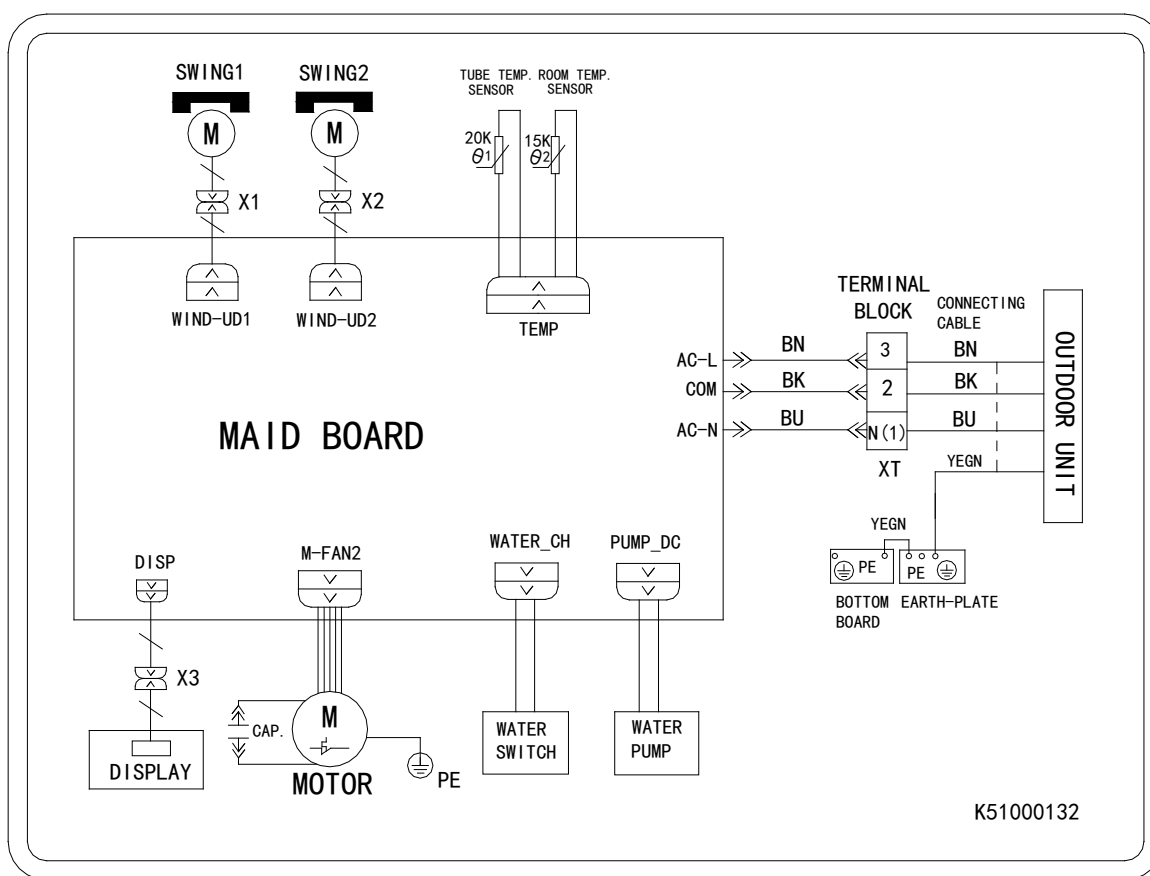 SWING1
SWING2
TUBE TEMP. ROOM TEMP.
SENSOR SENSOR
M
M
20K
θ1
15K
θ2
X1
X2
WIND-UD1
WIND-UD2
TEMP
TERMINAL
BLOCK
CONNECTING
CABLE
OUTDOOR UNIT
AC-L
BN
3
BN
COM
BK
2
BK
AC-N
BU
N(1)
BU
XT
YEGN
MAID BOARD
YEGN
PE
PE
BOTTOM EARTH-PLATE
BOARD
DISP
M-FAN2
WATER_CH
PUMP_DC
X3
CAP.
M
WATER
SWITCH
WATER
PUMP
DISPLAY
MOTOR
PE
K51000132